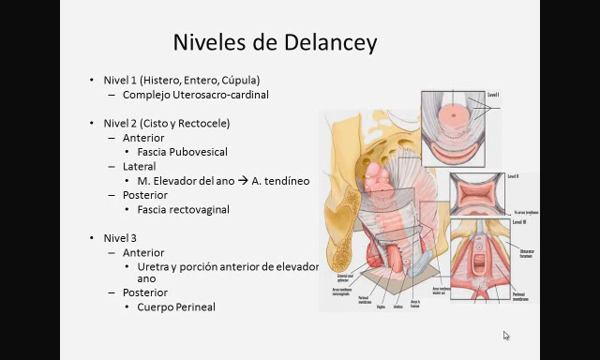 Niveles de Delancey
• Nivel 1 (Histero, Entero, Cúpula)
– Complejo Uterosacro-cardinal
• Nivel 2 (Cisto y Rectocele)
– Anterior
• Fascia Pubovesical
– Lateral
• M. Elevador del ano → A. tendíneo
– Posterior
• Fascia rectovaginal
• Nivel 3
– Anterior
• Uretra y porción anterior de elevador
ano
– Posterior
• Cuerpo Perineal
Level I
Level II
Level III
Perineal
membrane
Vagina